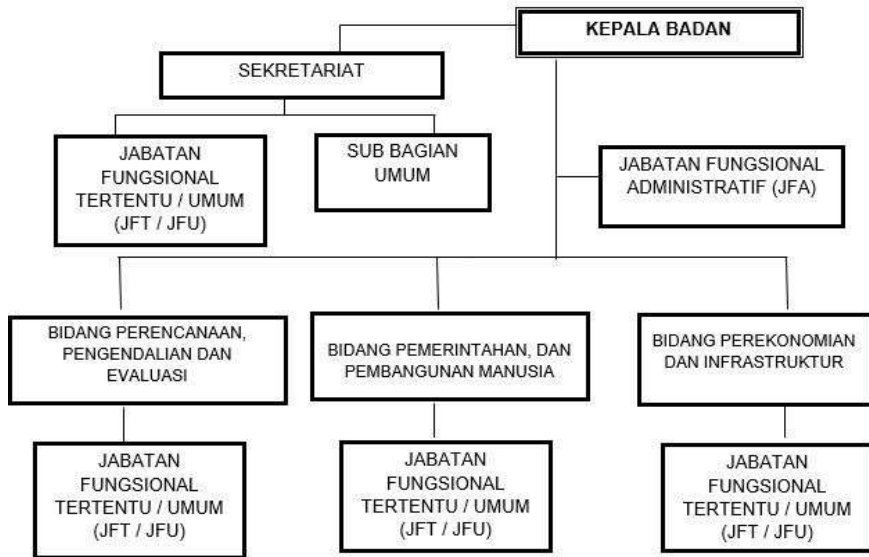 KEPALA BADAN
SEKRETARIAT
JABATAN
FUNGSIONAL
TERTENTU / UMUM
(JFT / JFU)
SUB BAGIAN
UMUM
JABATAN FUNGSIONAL
ADMINISTRATIF (JFA)
BIDANG PERENCANAAN,
PENGENDALIAN DAN
EVALUASI
BIDANG PEMERINTAHAN, DAN
PEMBANGUNAN MANUSIA
BIDANG PEREKONOMIAN
DAN INFRASTRUKTUR
JABATAN
FUNGSIONAL
TERTENTU / UMUM
(JFT / JFU)
JABATAN
FUNGSIONAL
TERTENTU / UMUM
(JFT / JFU)
JABATAN
FUNGSIONAL
TERTENTU / UMUM
(JFT / JFU)